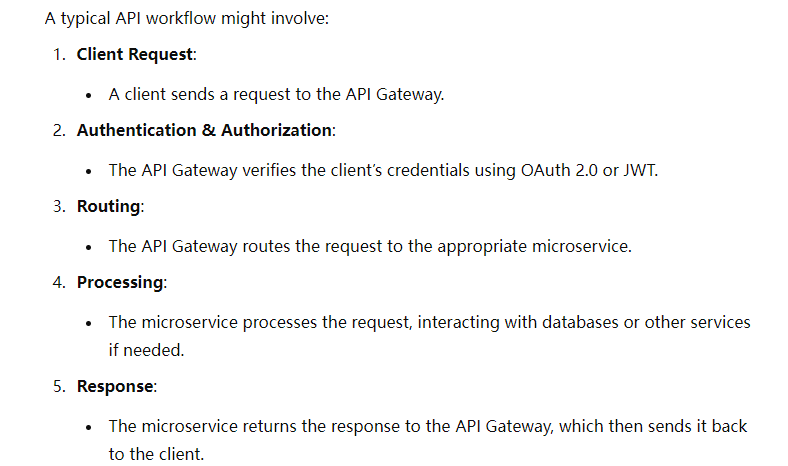 A typical API workflow might involve:
1. Client Request:
• A client sends a request to the API Gateway.
2. Authentication & Authorization:
• The API Gateway verifies the client’s credentials using OAuth 2.0 or JWT.
3. Routing:
• The API Gateway routes the request to the appropriate microservice.
4. Processing:
• The microservice processes the request, interacting with databases or other services
if needed.
5. Response:
• The microservice returns the response to the API Gateway, which then sends it back
to the client.